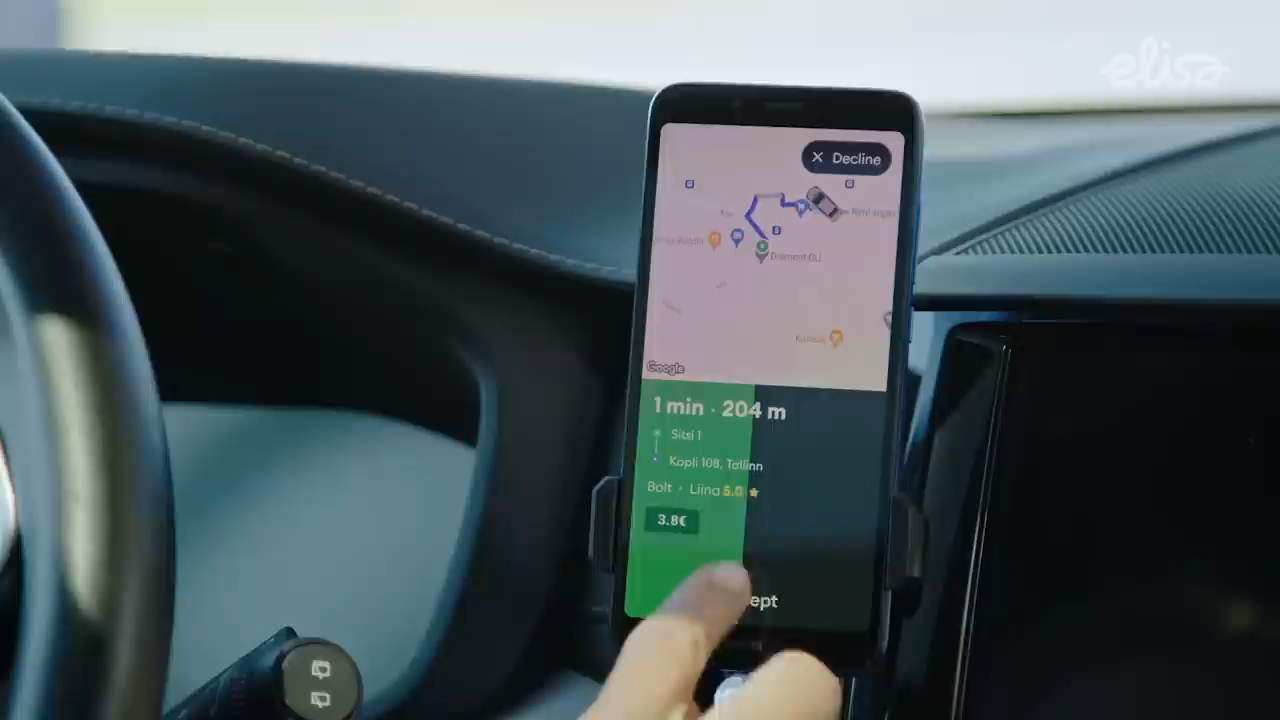 elisa
Decline
Google
1 min · 204 m
Sitsi 1
Kopli 108, Tallinn
Bolt · Liina 5.0
3.8€
ept